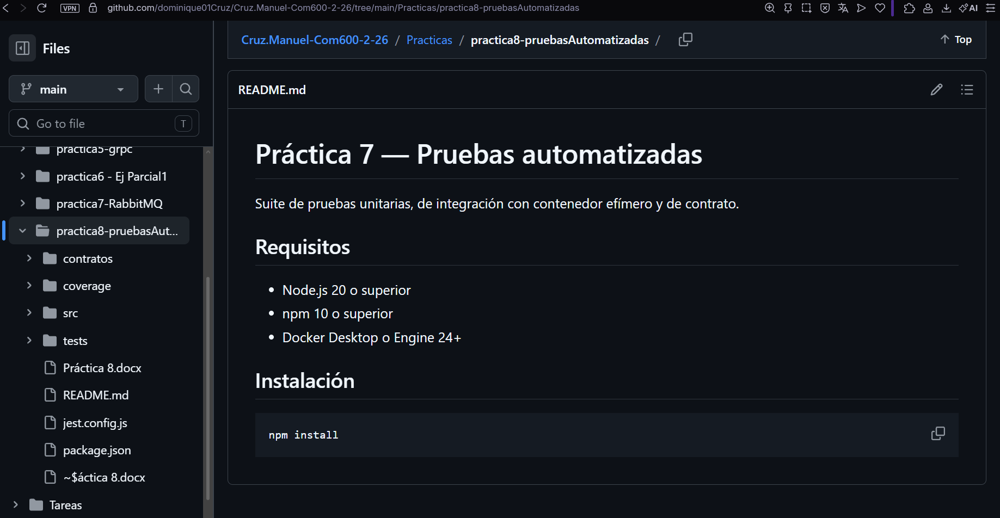 VPN
github.com/dominique01Cruz/Cruz.Manuel-Com600-2-26/tree/main/Practicas/practica8-pruebasAutomatizadas
AI
Files
main
Go to file
T
practica5-grpc
practica6 - Ej Parcial1
practica7-RabbitMQ
practica8-pruebasAut...
contratos
coverage
src
tests
Práctica 8.docx
README.md
jest.config.js
package.json
~$áctica 8.docx
Tareas
Cruz.Manuel-Com600-2-26 / Practicas / practica8-pruebasAutomatizadas /
Top
README.md
Práctica 7 — Pruebas automatizadas
Suite de pruebas unitarias, de integración con contenedor efímero y de contrato.
Requisitos
• Node.js 20 o superior
• npm 10 o superior
• Docker Desktop o Engine 24+
Instalación
npm install